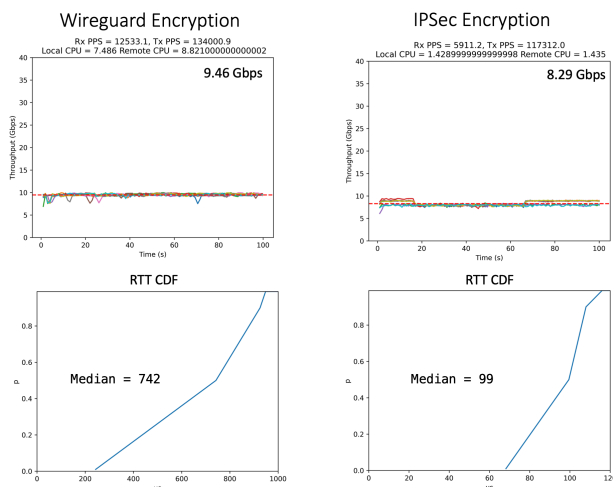 Wireguard Encryption
Rx PPS = 12533.1, Tx PPS = 134000.9
Local CPU = 7.486 Remote CPU = 8.821000000000002
9.46 Gbps
40
35
30
25
20
15
10
5
0
Throughput (Gbps)
0 20 40 60 80 100
Time (s)
IPSec Encryption
Rx PPS = 5911.2, Tx PPS = 117312.0
Local CPU = 1.4289999999999998 Remote CPU = 1.435
8.29 Gbps
40
35
30
25
20
15
10
5
0
Throughput (Gbps)
0 20 40 60 80 100
Time (s)
RTT CDF
Median = 742
0.8
0.6
0.4
0.2
0.0
p
0 200 400 600 800 1000
RTT CDF
Median = 99
0.8
0.6
0.4
0.2
0.0
p
0 20 40 60 80 100